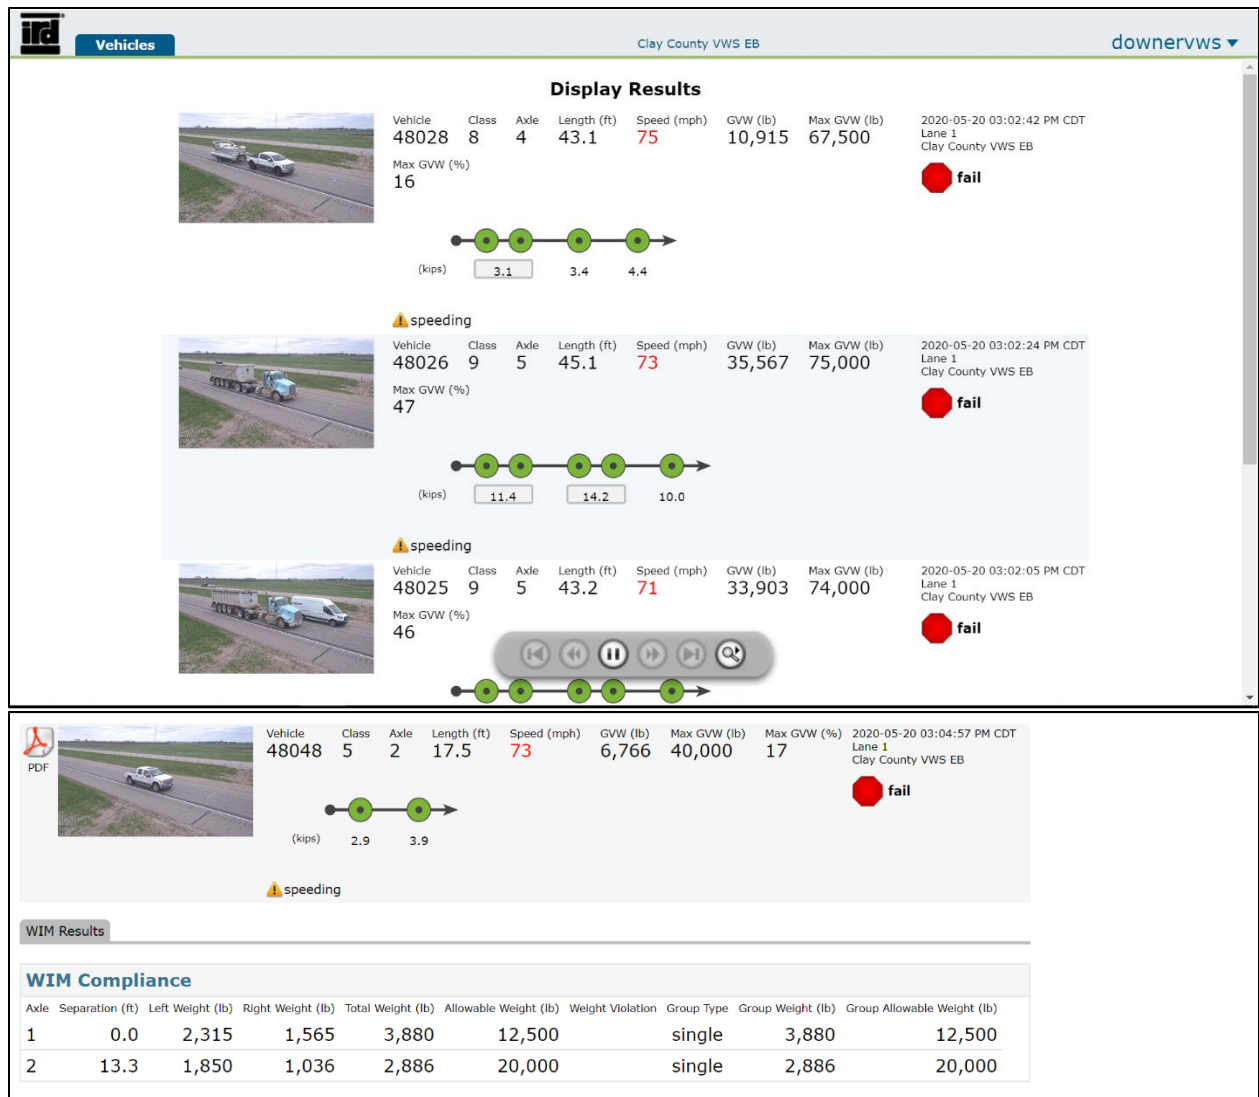 ird
Vehicles
Clay County VWS EB
downervws
Display Results
Vehicle Class Axle Length (ft) Speed (mph) GVW (lb) Max GVW (lb) 2020-05-20 03:02:42 PM CDT
48028 8 4 43.1 75 10,915 67,500 Lane 1
Clay County VWS EB
Max GVW (%)
16 fail
(kips) 3.1 3.4 4.4
speeding
Vehicle Class Axle Length (ft) Speed (mph) GVW (lb) Max GVW (lb) 2020-05-20 03:02:24 PM CDT
48026 9 5 45.1 73 35,567 75,000 Lane 1
Clay County VWS EB
Max GVW (%)
47 fail
(kips) 11.4 14.2 10.0
speeding
Vehicle Class Axle Length (ft) Speed (mph) GVW (lb) Max GVW (lb) 2020-05-20 03:02:05 PM CDT
48025 9 5 43.2 71 33,903 74,000 Lane 1
Clay County VWS EB
Max GVW (%)
46 fail
PDF
Vehicle Class Axle Length (ft) Speed (mph) GVW (lb) Max GVW (lb) Max GVW (%) 2020-05-20 03:04:57 PM CDT
48048 5 2 17.5 73 6,766 40,000 17 Lane 1
Clay County VWS EB
fail
(kips) 2.9 3.9
speeding
WIM Results
WIM Compliance
Axle Separation (ft) Left Weight (lb) Right Weight (lb) Total Weight (lb) Allowable Weight (lb) Weight Violation Group Type Group Weight (lb) Group Allowable Weight (lb)
1 0.0 2,315 1,565 3,880 12,500 single 3,880 12,500
2 13.3 1,850 1,036 2,886 20,000 single 2,886 20,000